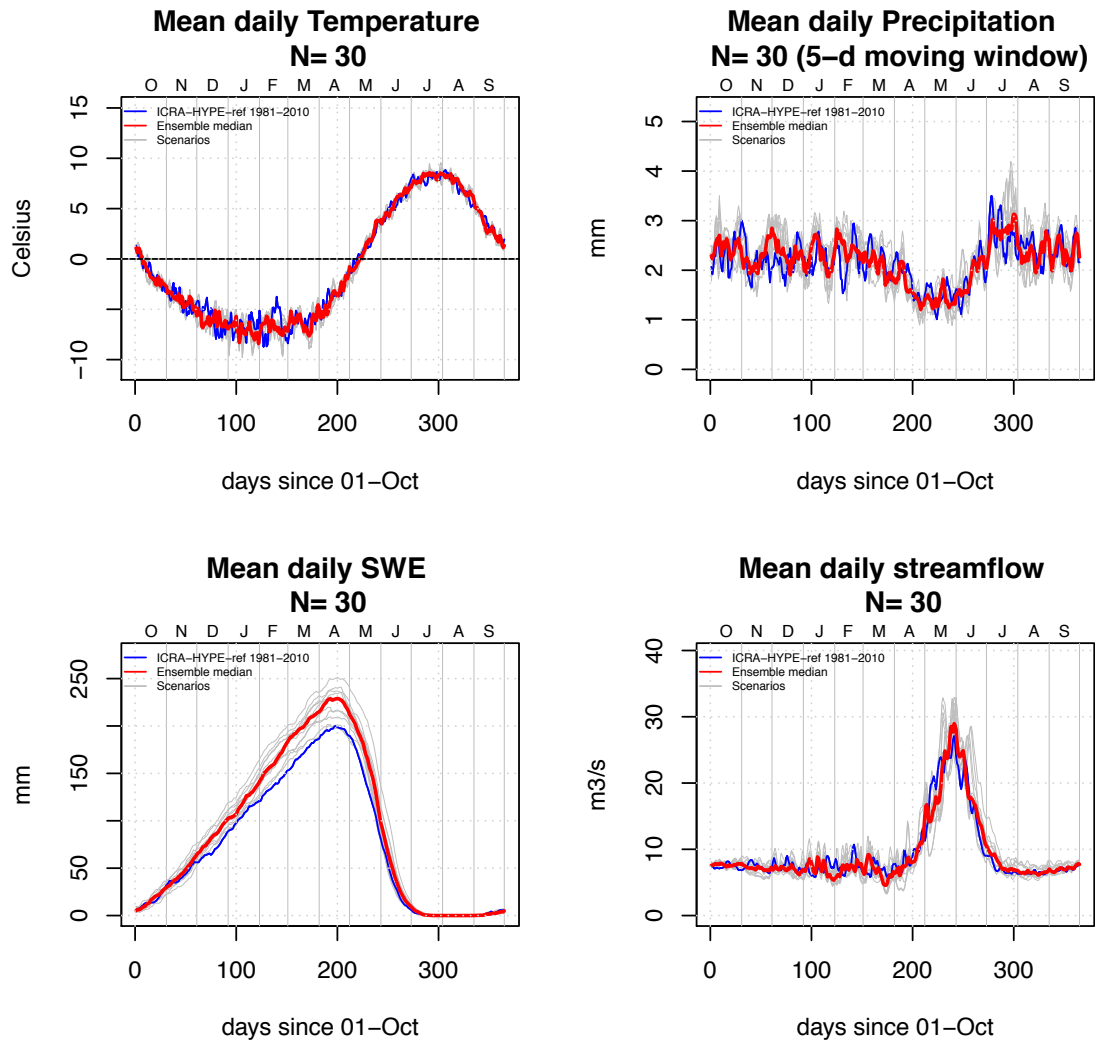 Mean daily Temperature
N= 30
O N D J F M A M J J A S
ICRA−HYPE−ref 1981−2010
Ensemble median
Scenarios
15
10
5
0
−10
Celsius
0 100 200 300
days since 01−Oct
Mean daily Precipitation
N= 30 (5−d moving window)
O N D J F M A M J J A S
ICRA−HYPE−ref 1981−2010
Ensemble median
Scenarios
5
4
3
2
1
0
mm
0 100 200 300
days since 01−Oct
Mean daily SWE
N= 30
O N D J F M A M J J A S
ICRA−HYPE−ref 1981−2010
Ensemble median
Scenarios
250
150
50
0
mm
0 100 200 300
days since 01−Oct
Mean daily streamflow
N= 30
O N D J F M A M J J A S
ICRA−HYPE−ref 1981−2010
Ensemble median
Scenarios
40
30
20
10
0
m3/s
0 100 200 300
days since 01−Oct